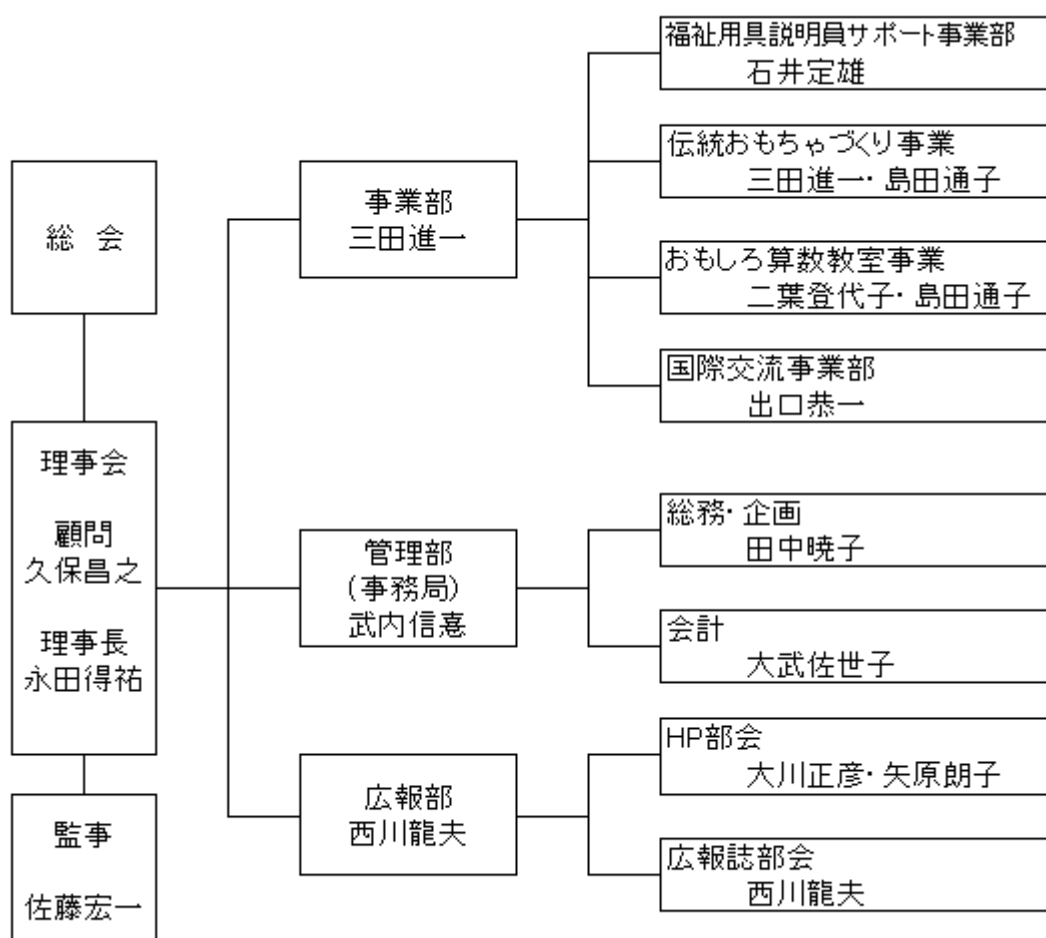 総 会
理事会
顧問
久保昌之
理事長
永田得祐
監事
佐藤宏一
事業部
三田進一
福祉用具説明員サポート事業部
石井定雄
伝統おもちゃづくり事業
三田進一・島田通子
おもしろ算数教室事業
二葉登代子・島田通子
国際交流事業部
出口恭一
管理部
(事務局)
武内信憙
総務・企画
田中暁子
会計
大武佐世子
広報部
西川龍夫
HP部会
大川正彦・矢原朗子
広報誌部会
西川龍夫